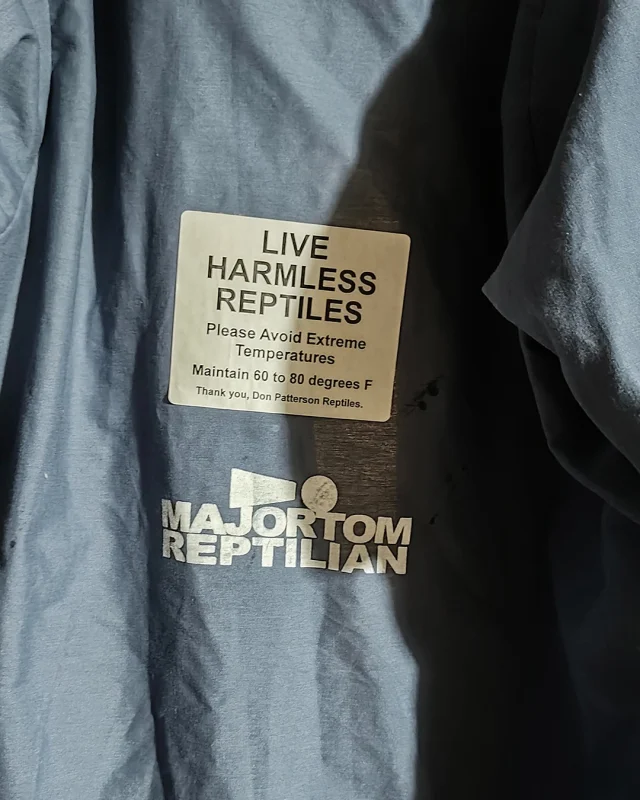 LIVE
HARMLESS
REPTILES
Please Avoid Extreme
Temperatures
Maintain 60 to 80 degrees F
Thank you, Don Patterson Reptiles.
MAJORTOM
REPTILIAN